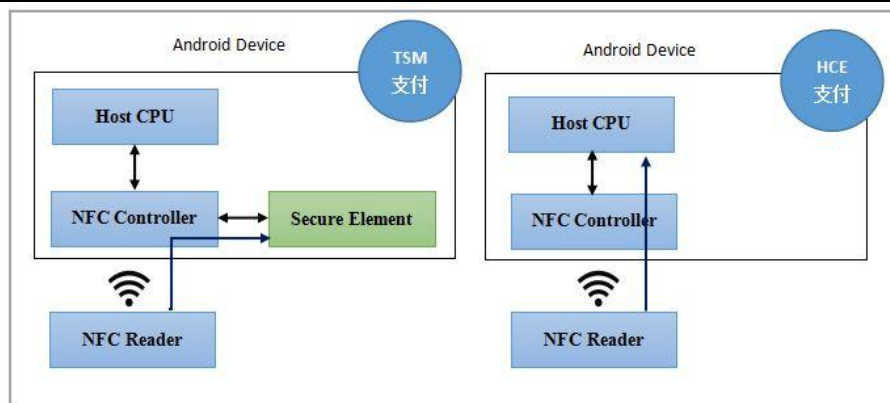 Android Device
TSM
支付
Host CPU
NFC Controller
Secure Element
NFC Reader
Android Device
HCE
支付
Host CPU
NFC Controller
NFC Reader